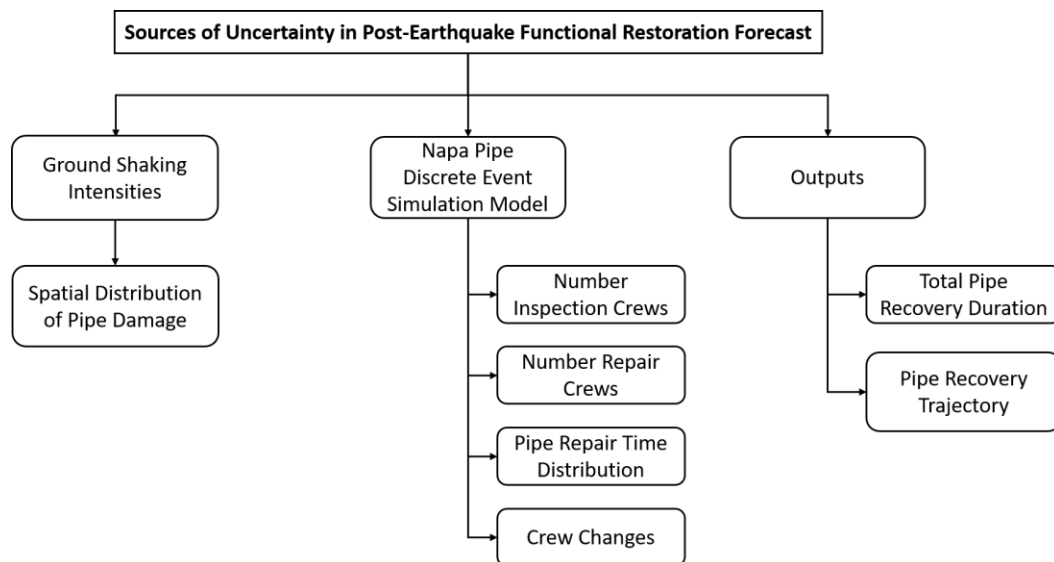 Sources of Uncertainty in Post-Earthquake Functional Restoration Forecast
Ground Shaking
Intensities
Spatial Distribution
of Pipe Damage
Napa Pipe
Discrete Event
Simulation Model
Number
Inspection Crews
Number Repair
Crews
Pipe Repair Time
Distribution
Crew Changes
Outputs
Total Pipe
Recovery Duration
Pipe Recovery
Trajectory